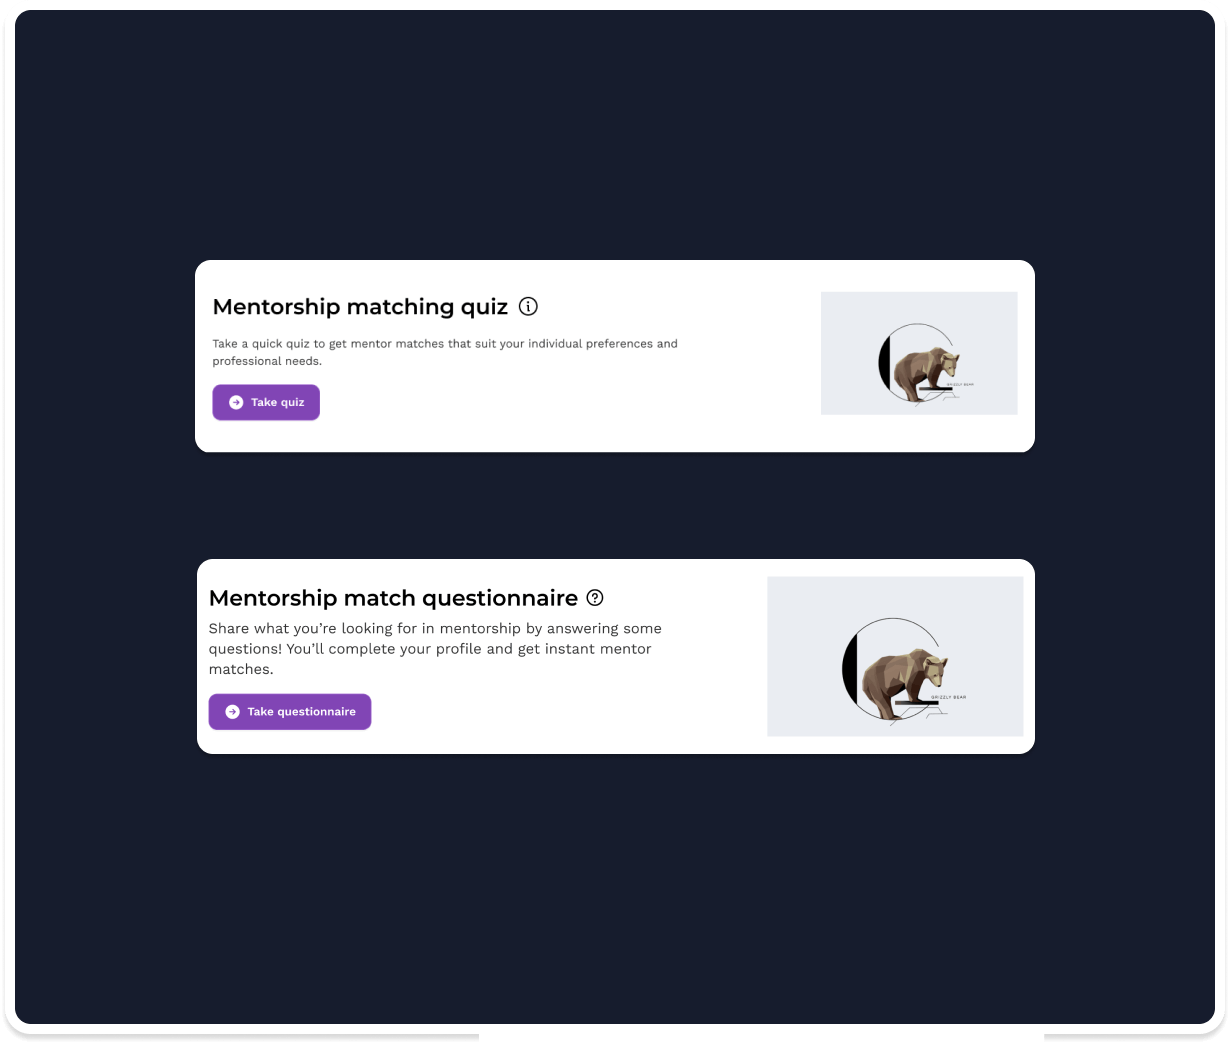 Mentorship matching quiz
Take a quick quiz to get mentor matches that suit your individual preferences and
professional needs.
Take quiz
GRIZZLY BEAR
Mentorship match questionnaire
Share what you’re looking for in mentorship by answering some
questions! You’ll complete your profile and get instant mentor
matches.
Take questionnaire
GRIZZLY BEAR